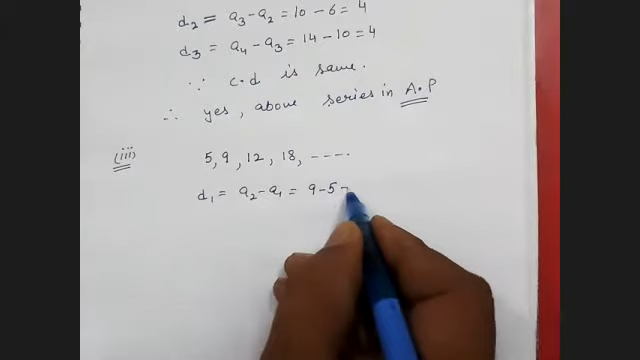 d₂ = a₃-a₂ = 10-6 = 4
d₃ = a₄-a₃ = 14-10 = 4
∵ c.d is same.
∴ yes, above series in A.P
(iii) 5, 9, 12, 18, -----.
d₁ = a₂-a₁ = 9-5-